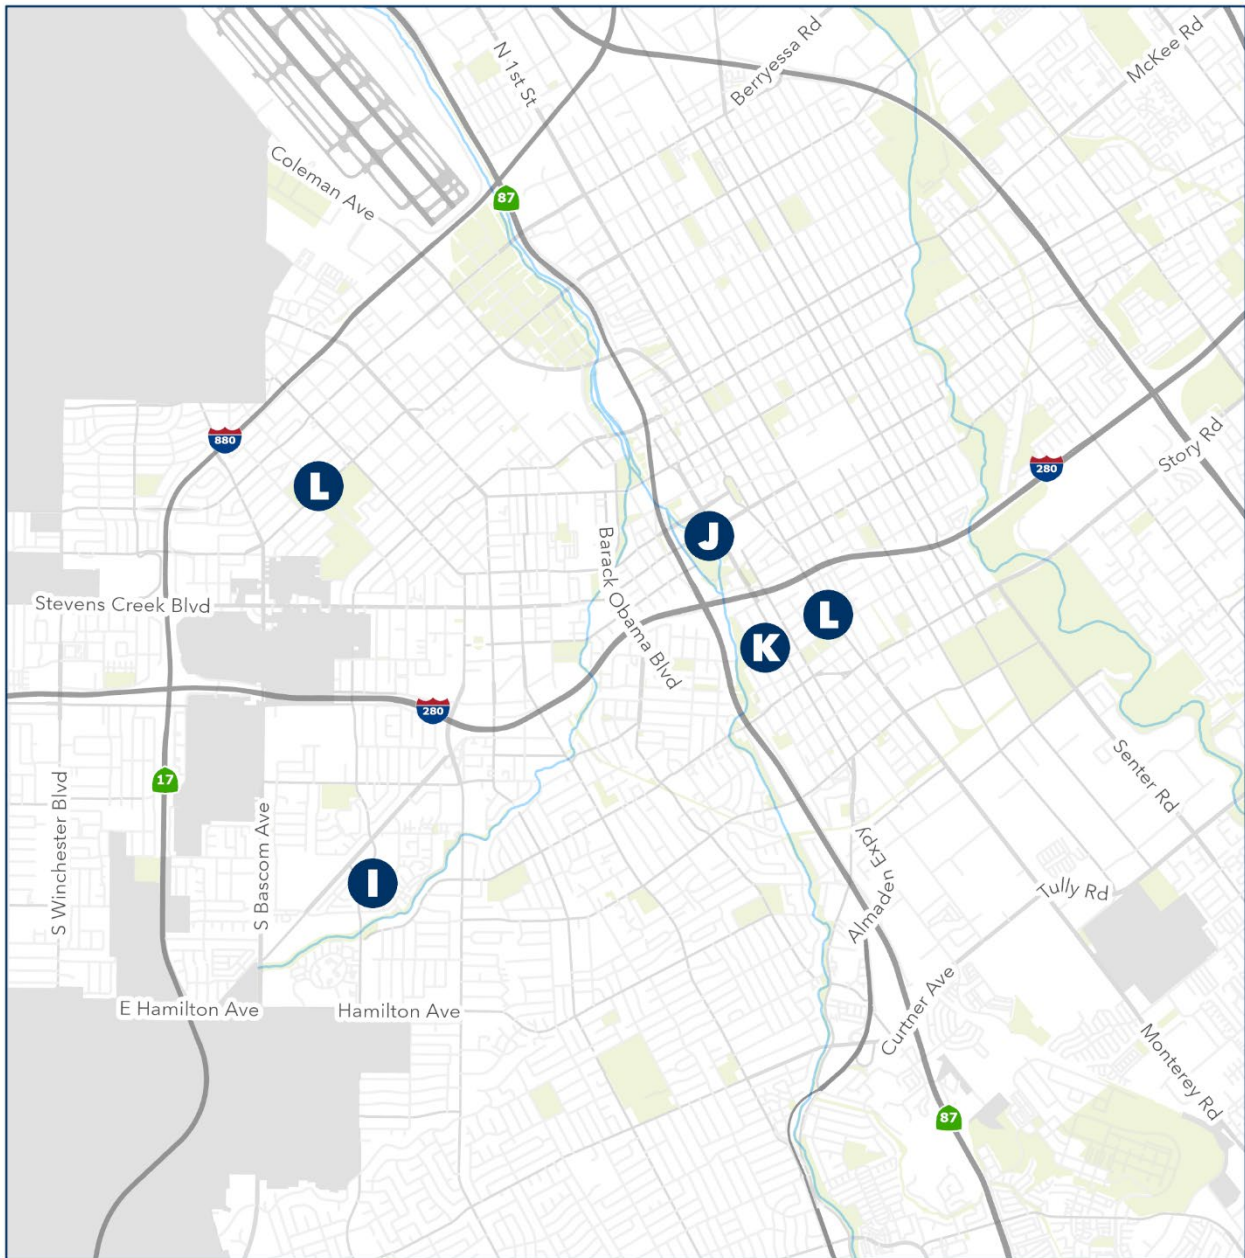 N 1st St
Berryessa Rd
McKee Rd
Coleman Ave
87
880
L
280
Story Rd
J
Barack Obama Blvd
Stevens Creek Blvd
L
K
280
17
S Winchester Blvd
S Bascom Ave
Senter Rd
I
Almaden Expy
Tully Rd
E Hamilton Ave
Hamilton Ave
Curtner Ave
Monterey Rd
87